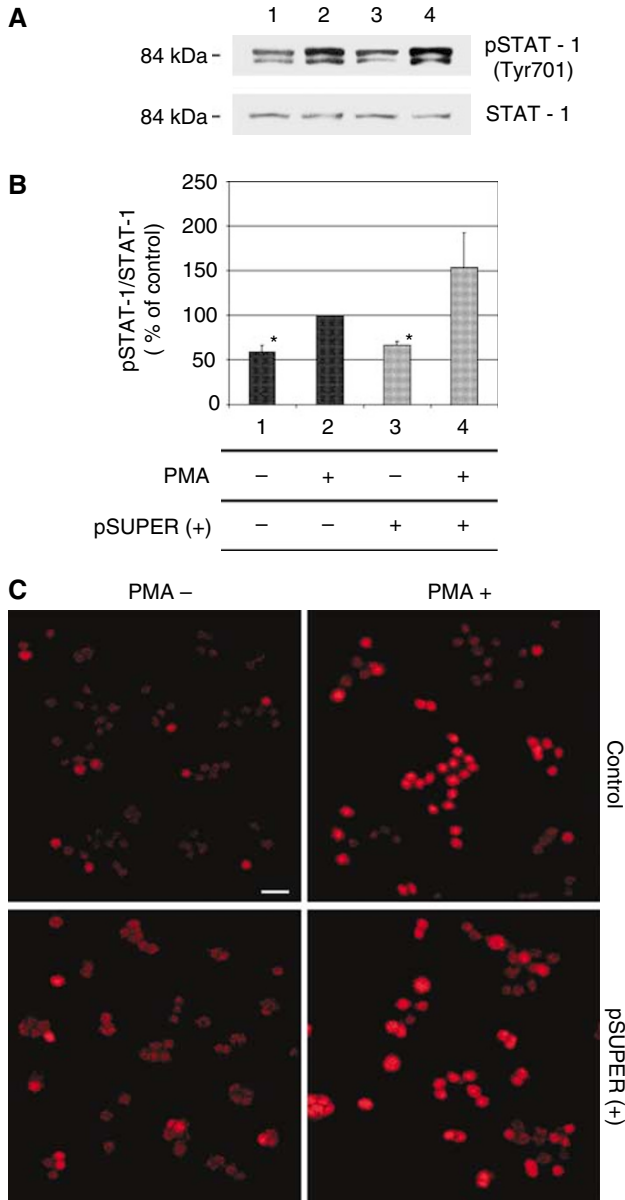 A
1 2 3 4
84 kDa – pSTAT - 1
(Tyr701)
84 kDa – STAT - 1
B
pSTAT-1/STAT-1
( % of control)
250
200
150
100
50
0
*
*
1 2 3 4
PMA – + – +
pSUPER (+) – – + +
C
PMA – PMA +
Control
pSUPER (+)